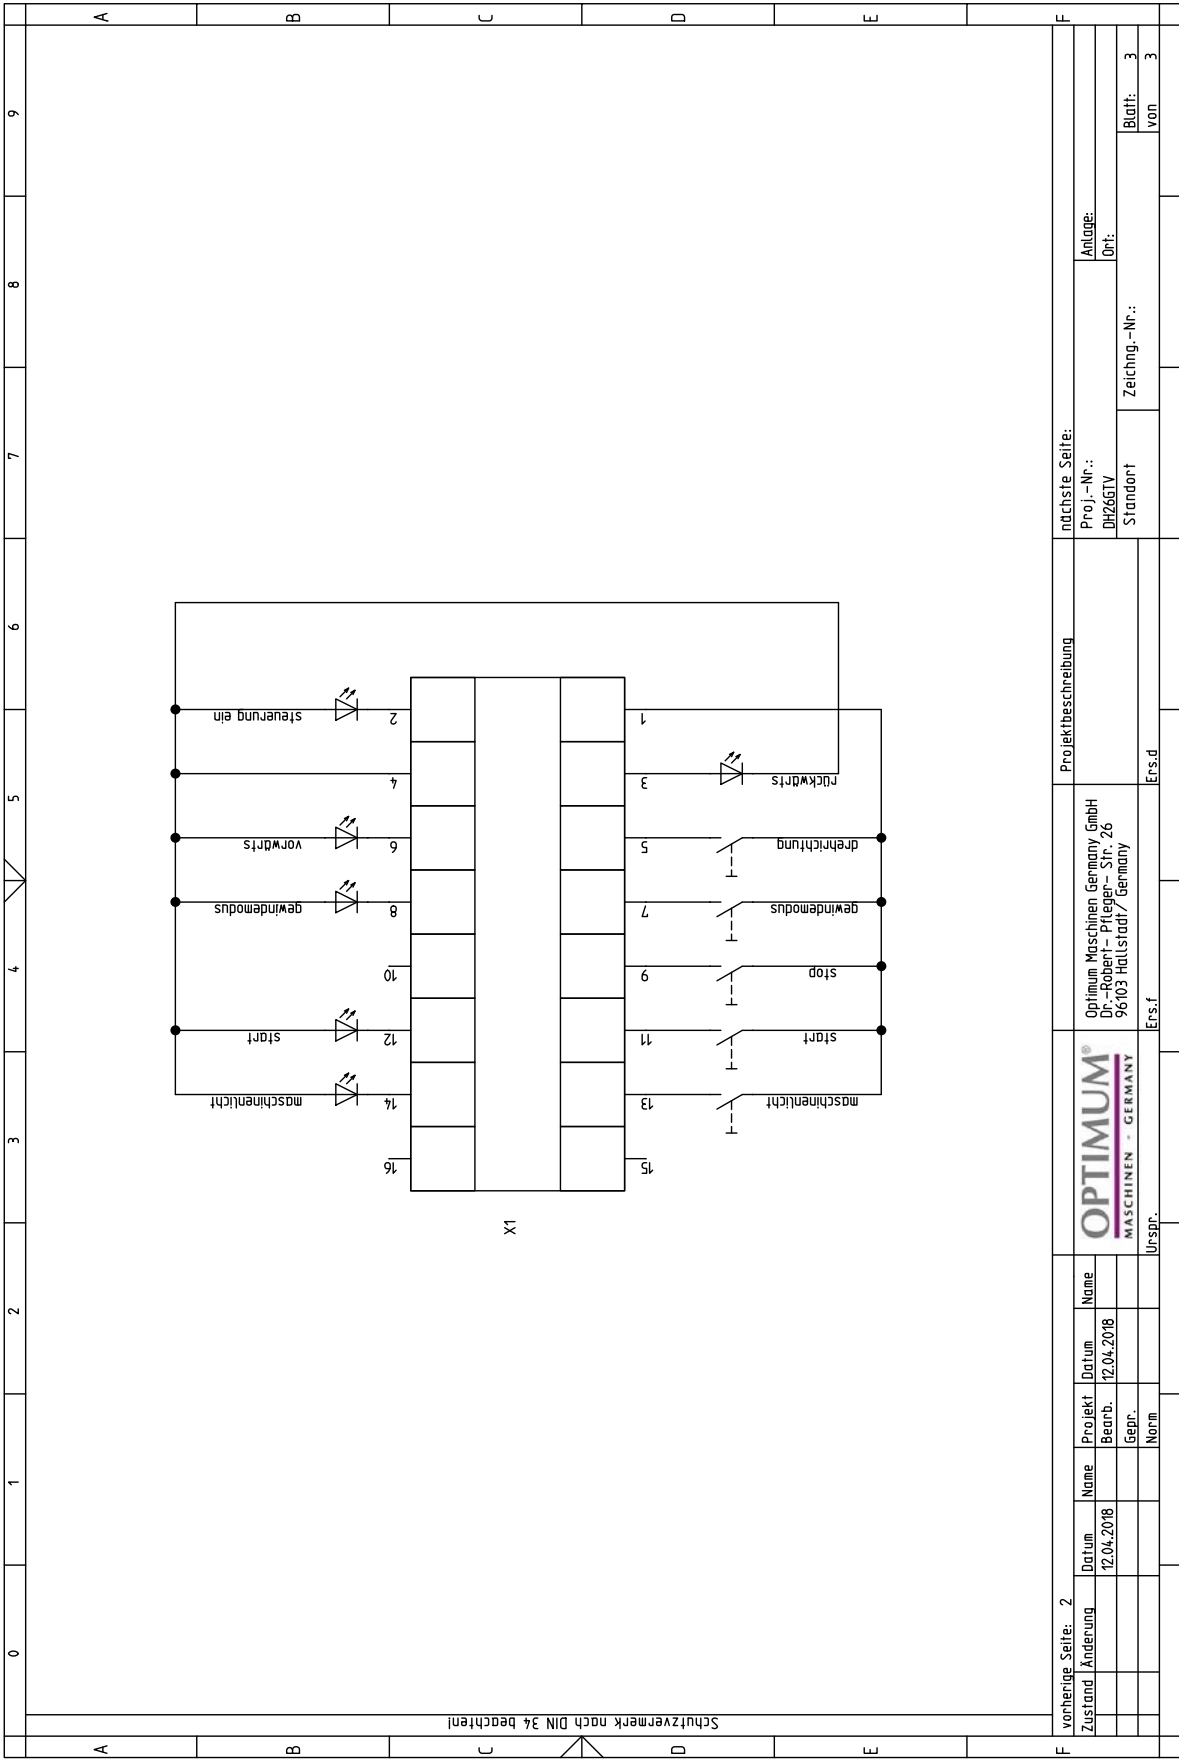 0 1 2 3 4 5 6 7 8 9
A A
B B
C C
D D
E E
F F
Schutzvermerk nach DIN 34 beachten!
X1
16 14 12 10 8 6 4 2
maschinenlicht
start
gewindemodus
vorwärts
steuerung ein
15 13 11 9 7 5 3 1
maschinenlicht
start
stop
gewindemodus
drehrichtung
rückwärts
vorherige Seite: 2
Zustand Änderung Datum Name Projekt Datum Name
12.04.2018 Bearb. 12.04.2018
Gepr.
Norm
Urspr.
OPTIMUM®
MASCHINEN - GERMANY
Optimum Maschinen Germany GmbH
Dr.-Robert- Pfleger- Str. 26
96103 Hallstadt/ Germany
Ers.f
Ers.d
Projektbeschreibung
nächste Seite:
Proj.-Nr.:
DH26GTV
Standort
Zeichng.-Nr.:
Anlage:
Ort:
Blatt: 3
von 3